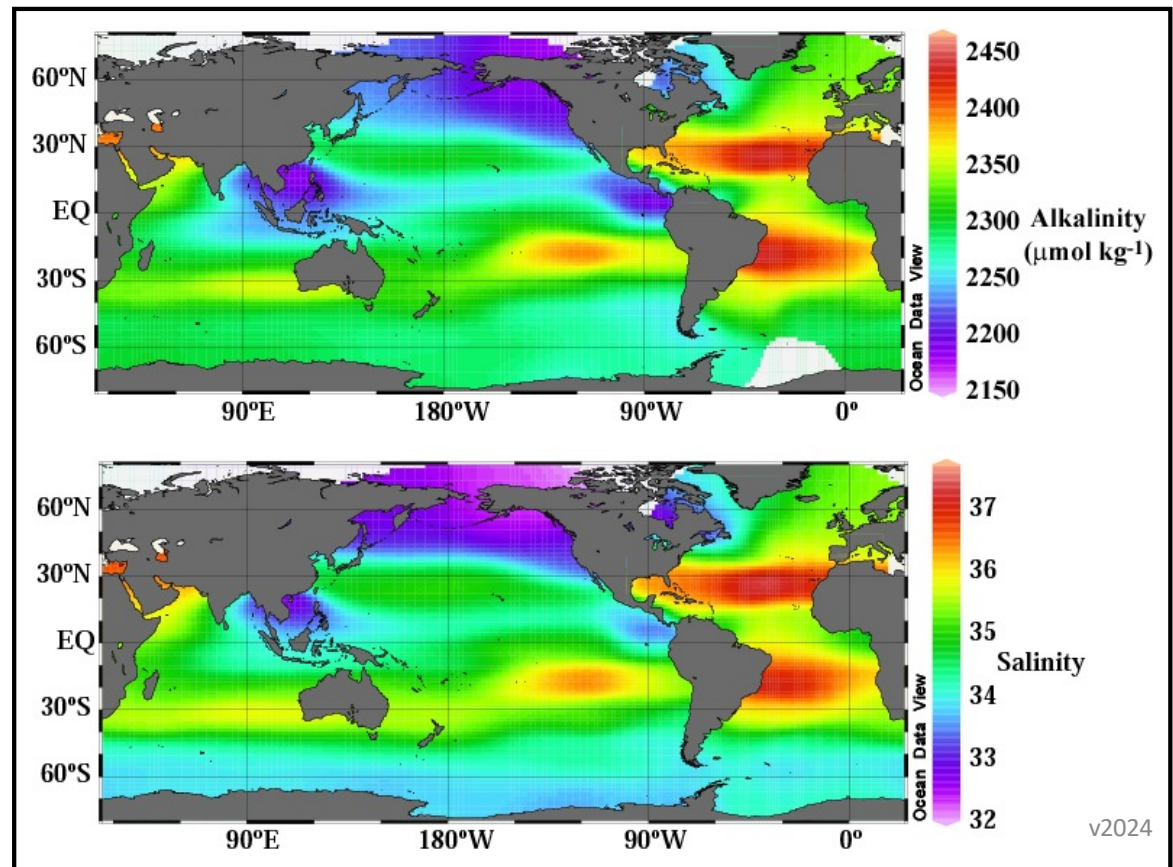 60ºN
30ºN
EQ
30ºS
60ºS
90ºE
180ºW
90ºW
0º
Ocean Data View
2450
2400
2350
2300
2250
2200
2150
Alkalinity
(µmol kg-1)
60ºN
30ºN
EQ
30ºS
60ºS
90ºE
180ºW
90ºW
0º
Ocean Data View
37
36
35
34
33
32
Salinity
v2024